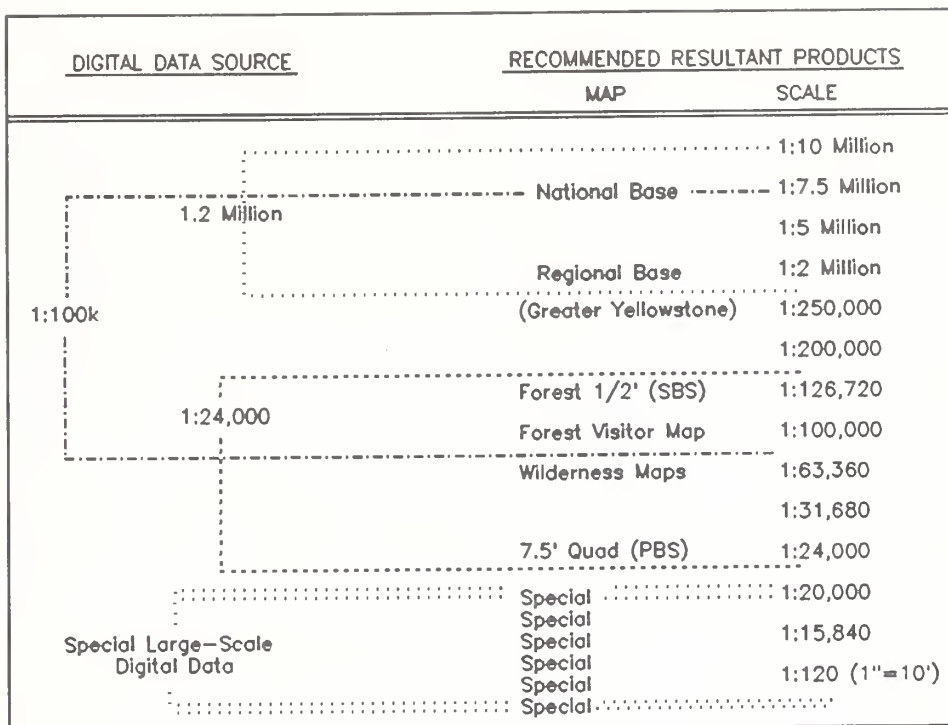 DIGITAL DATA SOURCE RECOMMENDED RESULTANT PRODUCTS
MAP SCALE
1:10 Million
National Base 1:7.5 Million
1.2 Million
1:5 Million
Regional Base 1:2 Million
1:100k (Greater Yellowstone) 1:250,000
1:200,000
Forest 1/2' (SBS) 1:126,720
1:24,000
Forest Visitor Map 1:100,000
Wilderness Maps 1:63,360
1:31,680
7.5' Quad (PBS) 1:24,000
Special 1:20,000
Special
Special Large-Scale Special 1:15,840
Digital Data Special
Special 1:120 (1"=10')
Special